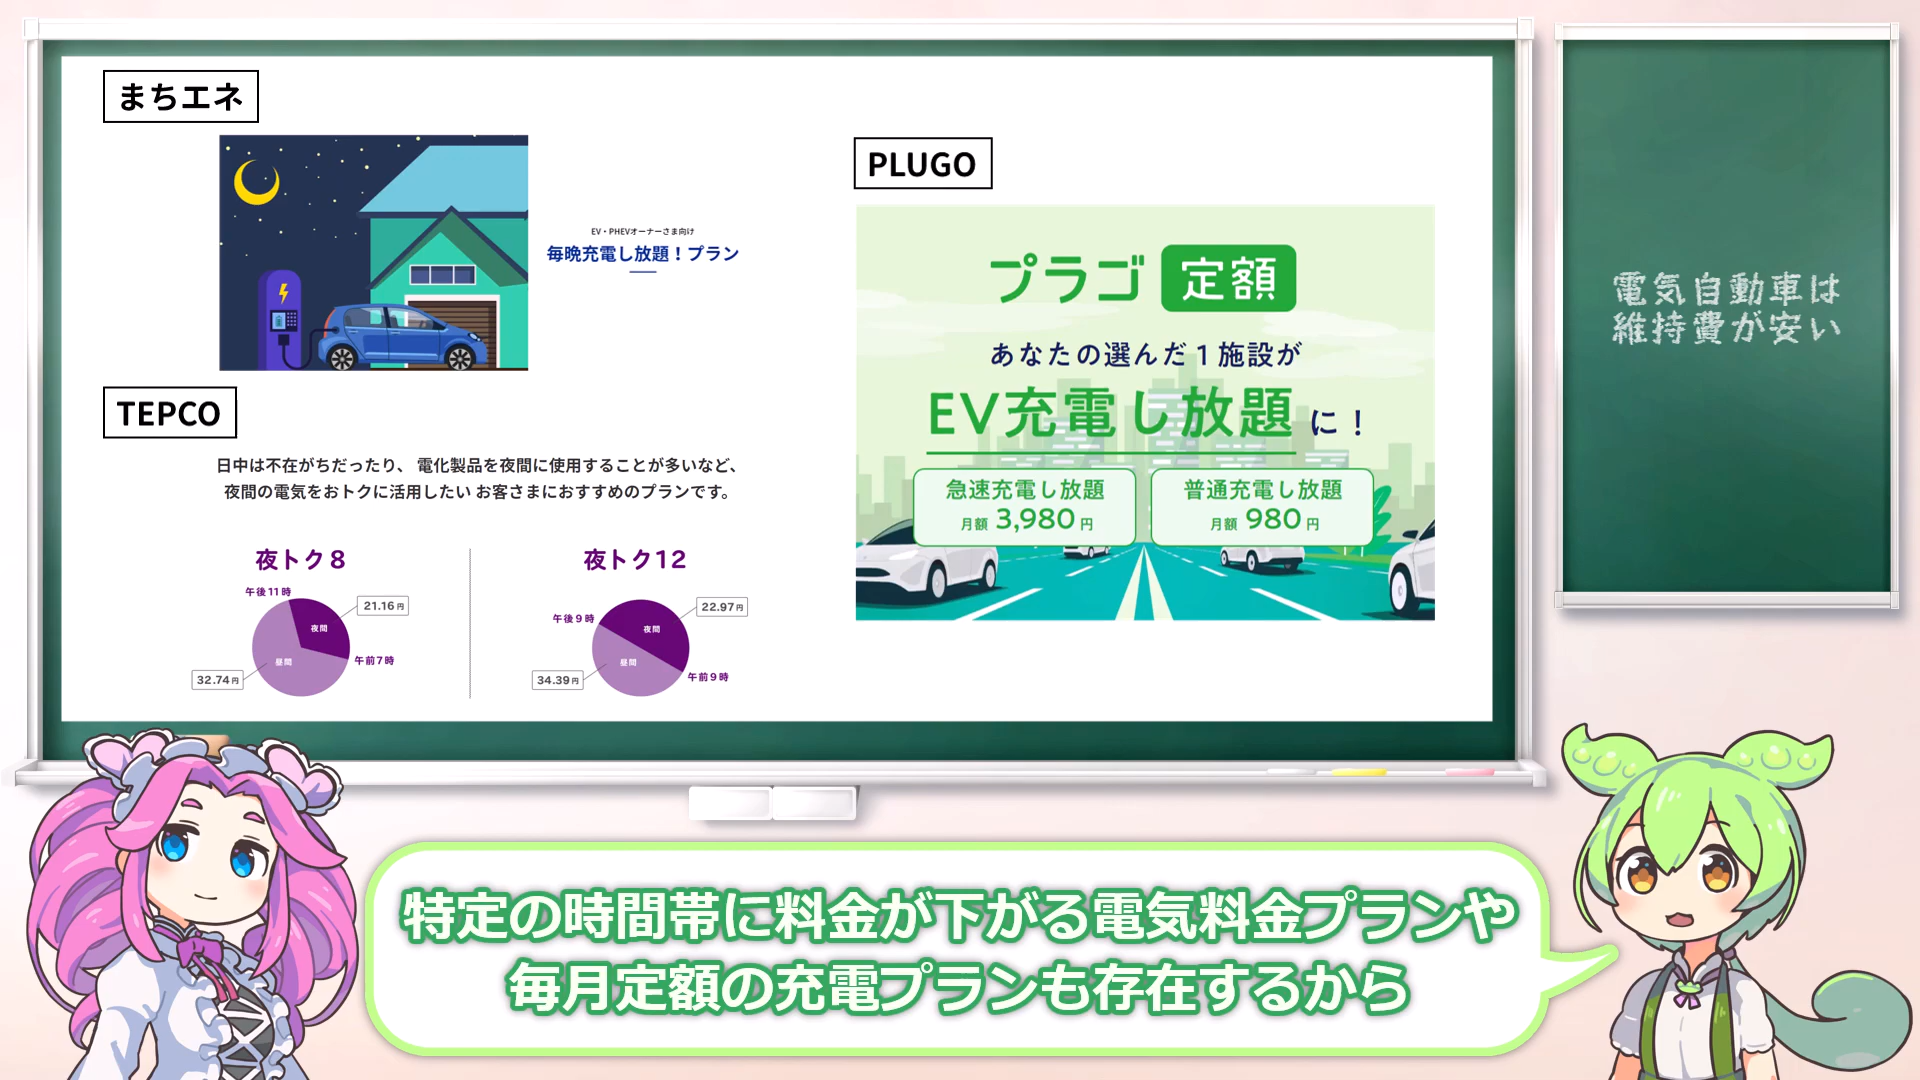 まちエネ
EV・PHEVオーナーさま向け
毎晩充電し放題！プラン
TEPCO
日中は不在がちだったり、 電化製品を夜間に使用することが多いなど、
夜間の電気をおトクに活用したい お客さまにおすすめのプランです。
夜トク8
午後11時
21.16円
夜間
昼間
午前7時
32.74円
夜トク12
午後9時
22.97円
夜間
昼間
午前9時
34.39円
PLUGO
プラゴ 定額
あなたの選んだ1施設が
EV充電し放題に！
急速充電し放題
月額 3,980円
普通充電し放題
月額 980円
電気自動車は
維持費が安い
特定の時間帯に料金が下がる電気料金プランや
毎月定額の充電プランも存在するから